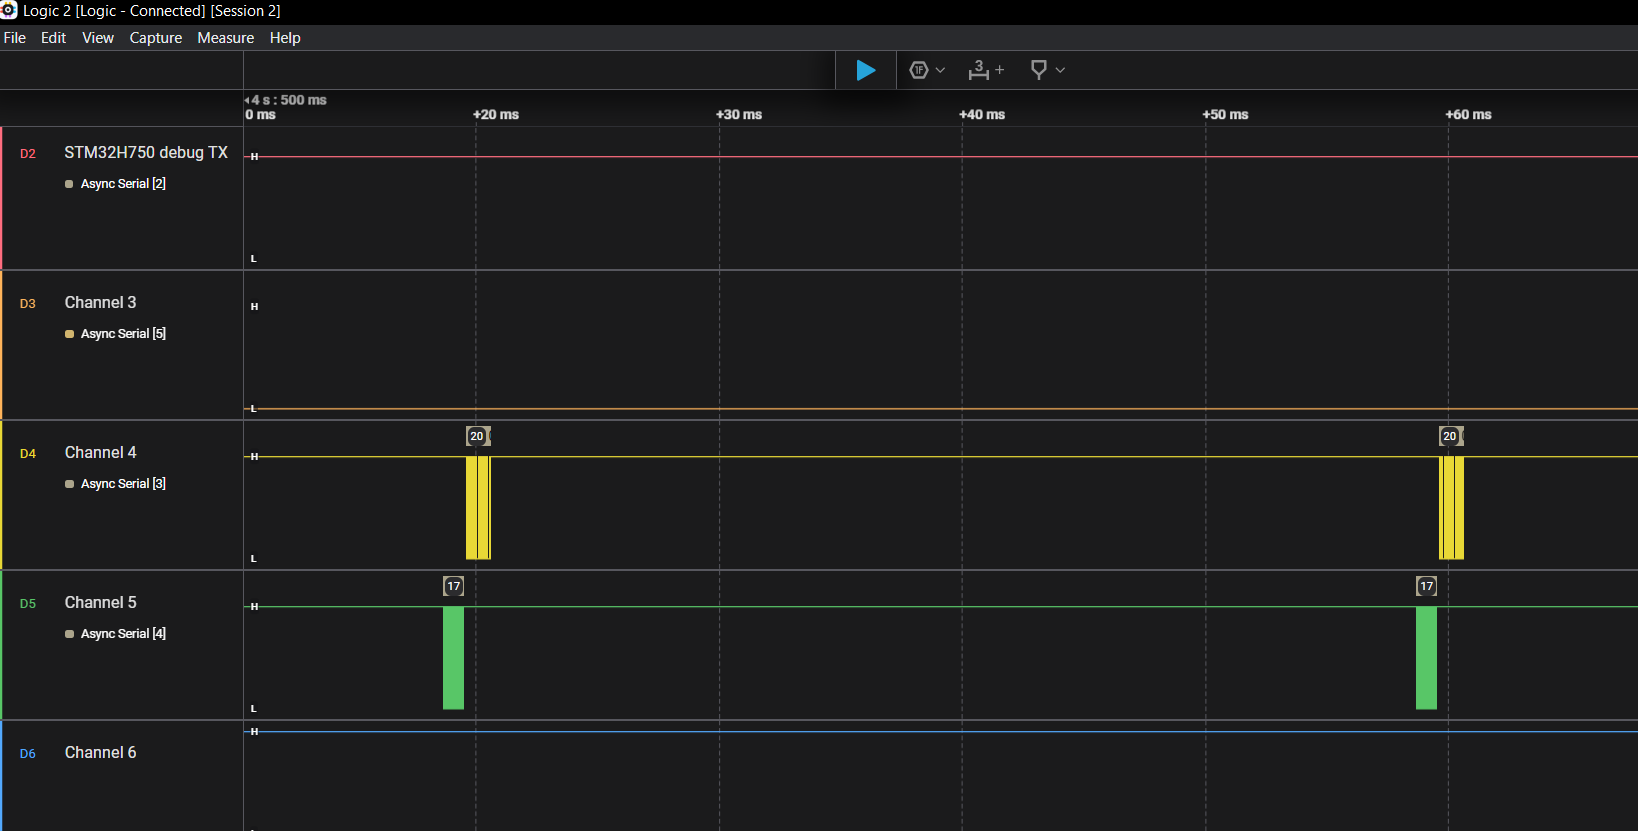 Logic 2 [Logic - Connected] [Session 2]
File Edit View Capture Measure Help
3 +
4 s : 500 ms
0 ms +20 ms +30 ms +40 ms +50 ms +60 ms
D2 STM32H750 debug TX H
Async Serial [2]
L
D3 Channel 3 H
Async Serial [5]
L
20 20
D4 Channel 4 H
Async Serial [3]
L
17 17
D5 Channel 5 H
Async Serial [4]
L
H
D6 Channel 6